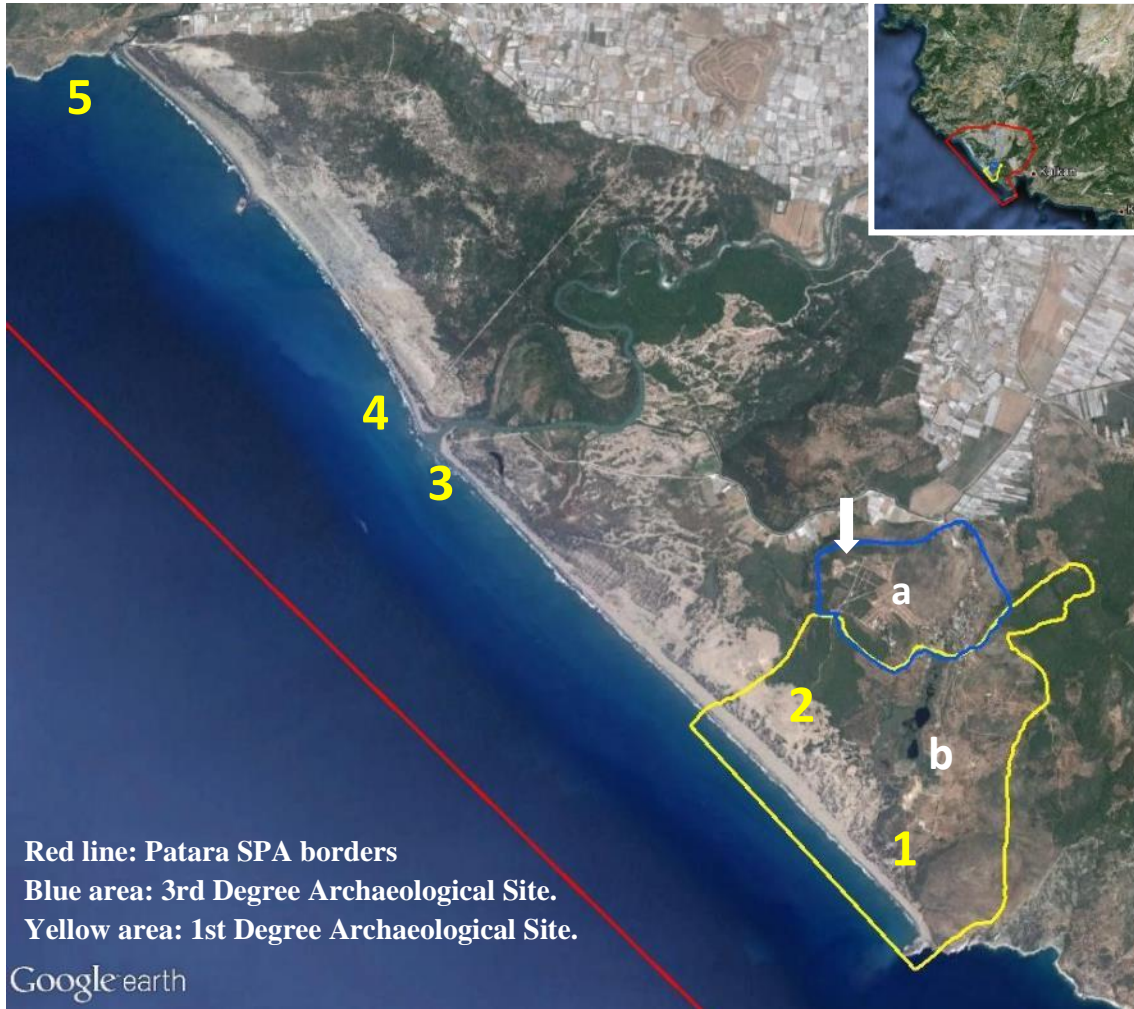 5
Kalkan
K
4
3
a
2
b
1
Red line: Patara SPA borders
Blue area: 3rd Degree Archaeological Site.
Yellow area: 1st Degree Archaeological Site.
Google earth